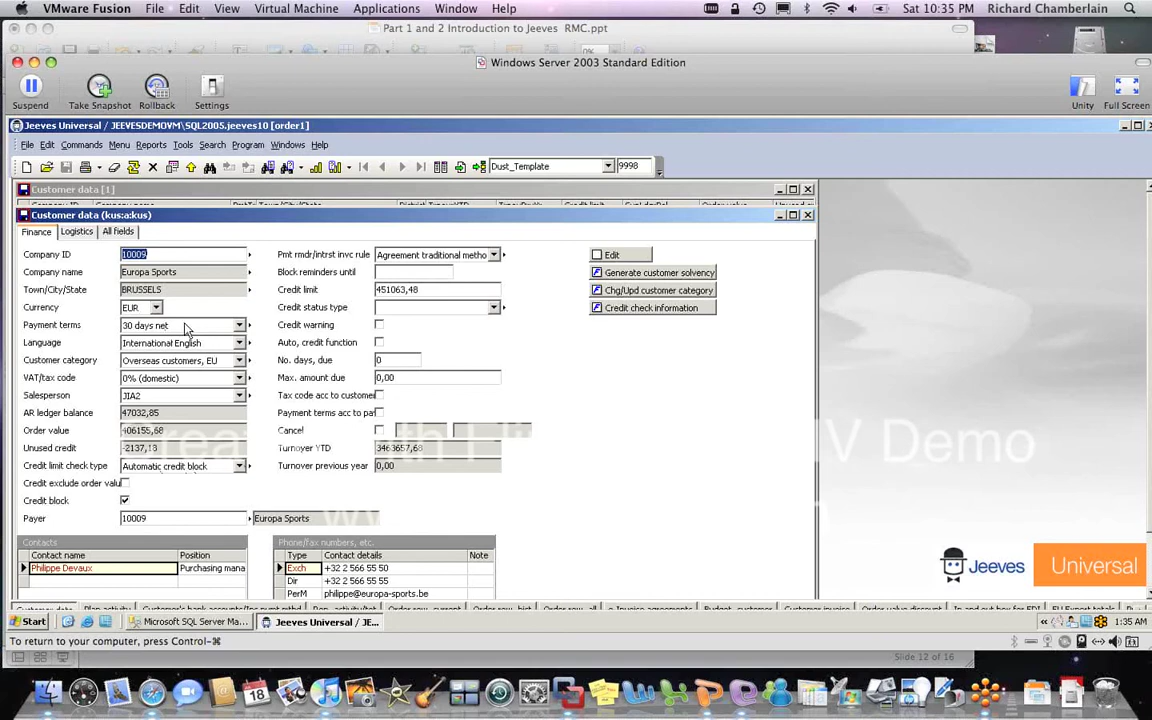 VMware Fusion File Edit View Virtual Machine Applications Window Help Sat 10:35 PM Richard Chamberlain
Part 1 and 2 Introduction to Jeeves RMC.ppt
0%
Windows Server 2003 Standard Edition
Suspend Take Snapshot Rollback Settings Unity Full Screen
Jeeves Universal / JEEVESDEMOVM\SQL2005.jeeves10 [order1]
File Edit Commands Menu Reports Tools Search Program Windows Help
Dust_Template 9998
Customer data [1]
Customer data (kus:a:kus)
Finance Logistics All fields
Company ID 10009 Pmt rmdr/intrst invc rule Agreement traditional metho Edit
Company name Europa Sports Block reminders until Generate customer solvency
Town/City/State BRUSSELS Credit limit 451063,48 Chg/Upd customer category
Currency EUR Credit status type Credit check information
Payment terms 30 days net Credit warning
Language International English Auto, credit function
Customer category Overseas customers, EU No. days, due 0
VAT/tax code 0% (domestic) Max. amount due 0,00
Salesperson JIA2 Tax code acc to customer
AR ledger balance 47032,85 Payment terms acc to pa
Order value 406155,68 Cancel
Unused credit -2137,13 Turnover YTD 3463657,68
Credit limit check type Automatic credit block Turnover previous year 0,00
Credit exclude order valu
Credit block
Payer 10009 Europa Sports
V Demo
Contacts Phone/fax numbers, etc.
Contact name Position Type Contact details Note
Philippe Devaux Purchasing mana Exch +32 2 566 55 50
Dir +32 2 566 55 55
PerM philippe@europa-sports.be
Jeeves Universal
Start Microsoft SQL Server Ma... Jeeves Universal / JE... 1:35 AM
To return to your computer, press Control-⌘
Slide 12 of 16